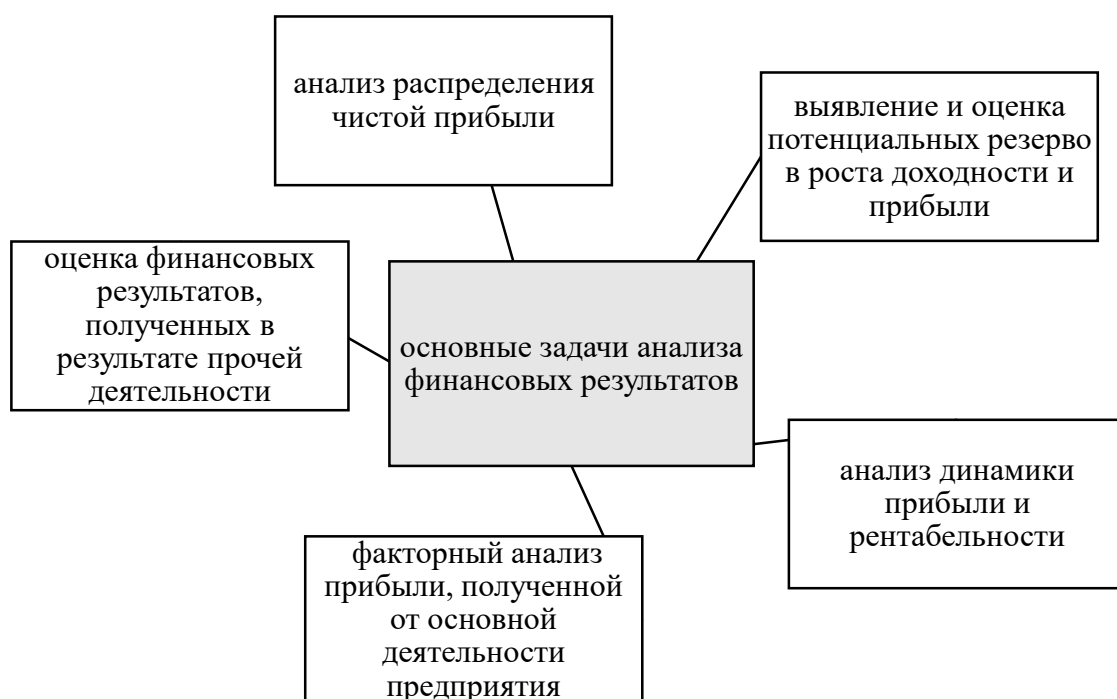 анализ распределения
чистой прибыли
выявление и оценка
потенциальных резерво
в роста доходности и
прибыли
оценка финансовых
результатов,
полученных в
результате прочей
деятельности
основные задачи анализа
финансовых результатов
анализ динамики
прибыли и
рентабельности
факторный анализ
прибыли, полученной
от основной
деятельности
предприятия